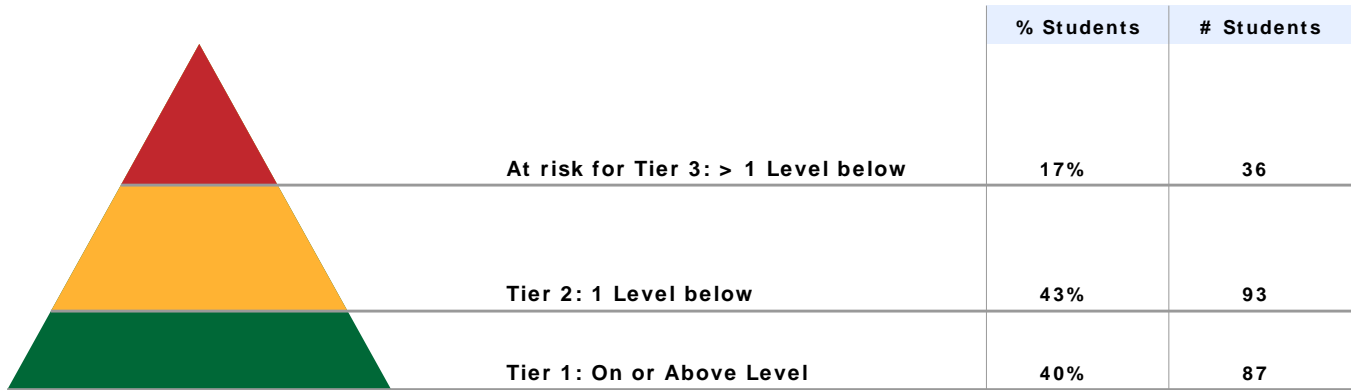 % Students # Students
At risk for Tier 3: > 1 Level below 17% 36
Tier 2: 1 Level below 43% 93
Tier 1: On or Above Level 40% 87